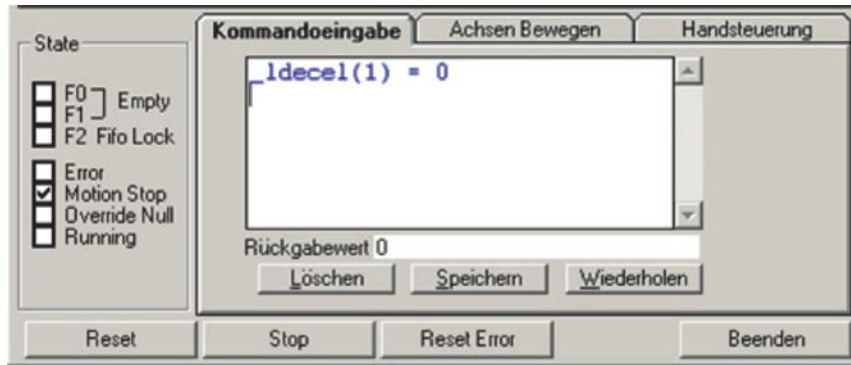 State
Kommandoeingabe
Achsen Bewegen
Handsteuerung
_ldecel(1) = 0
F0
F1
Empty
F2 Fifo Lock
Error
Motion Stop
Override Null
Running
Rückgabewert 0
Löschen
Speichern
Wiederholen
Reset
Stop
Reset Error
Beenden